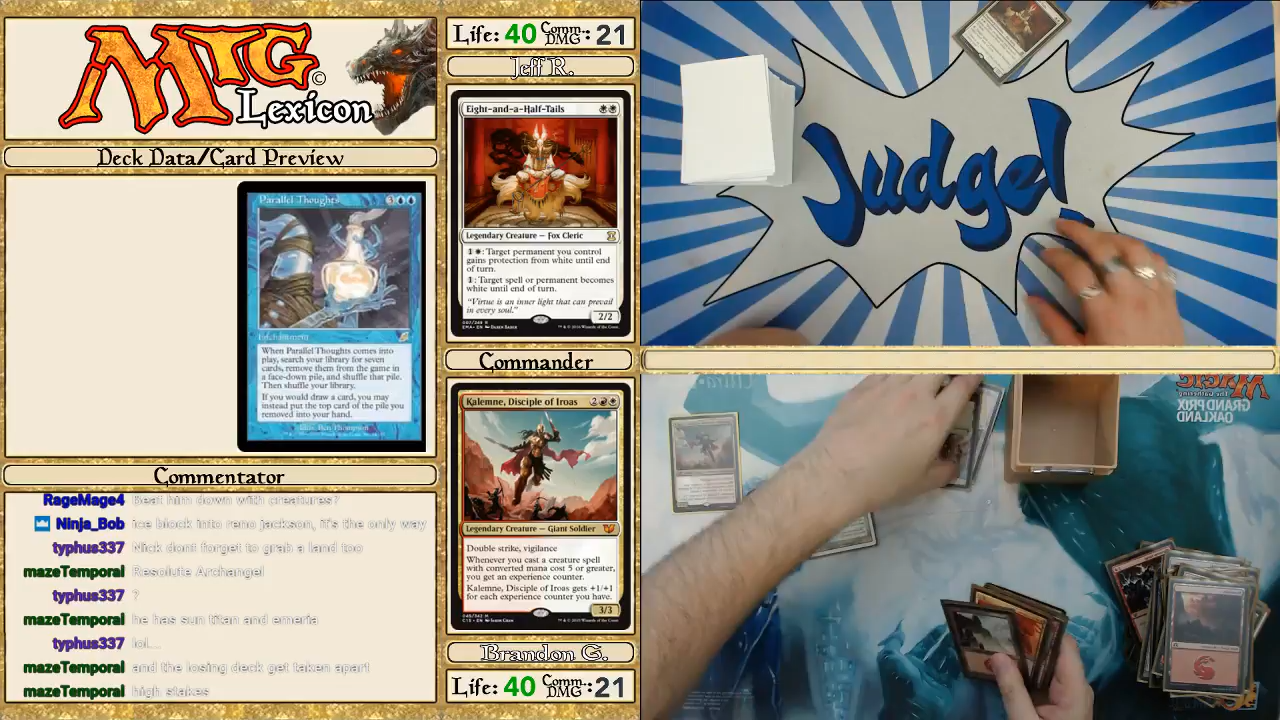 MTG
©
Lexicon
Deck Data/Card Preview
Parallel Thoughts
3
Enchantment
When Parallel Thoughts comes into
play, search your library for seven
cards, remove them from the game in
a face-down pile, and shuffle that pile.
Then shuffle your library.
If you would draw a card, you may
instead put the top card of the pile you
removed into your hand.
Commentator
RageMage4 Beat him down with creatures?
Ninja_Bob ice block into reno jackson, it's the only way
typhus337 Nick dont forget to grab a land too
mazeTemporal Resolute Archangel
typhus337 ?
mazeTemporal he has sun titan and emeria
typhus337 lol...
mazeTemporal and the losing deck get taken apart
mazeTemporal high stakes
Life: 40 Comm. DMG: 21
Jeff R.
Eight-and-a-Half-Tails
Legendary Creature — Fox Cleric
1: Target permanent you control
gains protection from white until end
of turn.
1: Target spell or permanent becomes
white until end of turn.
"Virtue is an inner light that can prevail
in every soul."
2/2
Commander
Kalemne, Disciple of Iroas 2
Legendary Creature — Giant Soldier
Double strike, vigilance
Whenever you cast a creature spell
with converted mana cost 5 or greater,
you get an experience counter.
Kalemne, Disciple of Iroas gets +1/+1
for each experience counter you have.
3/3
Brandon G.
Life: 40 Comm. DMG: 21
Judge!
MAGIC
The Gathering
GRAND PRIX
OAKLAND